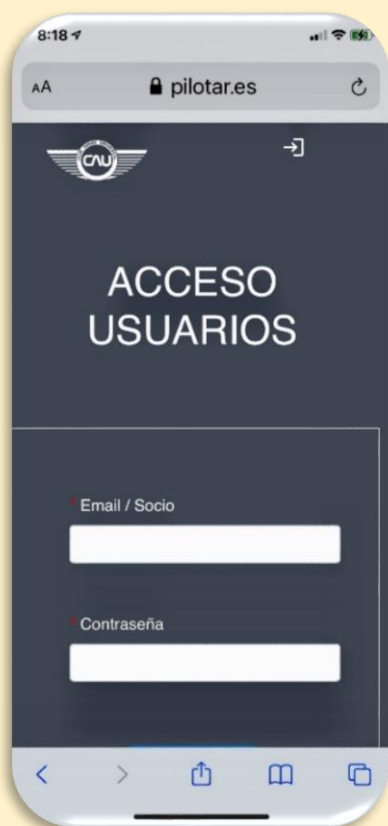 8:18
AA pilotar.es
CAU
ACCESO
USUARIOS
* Email / Socio
* Contraseña